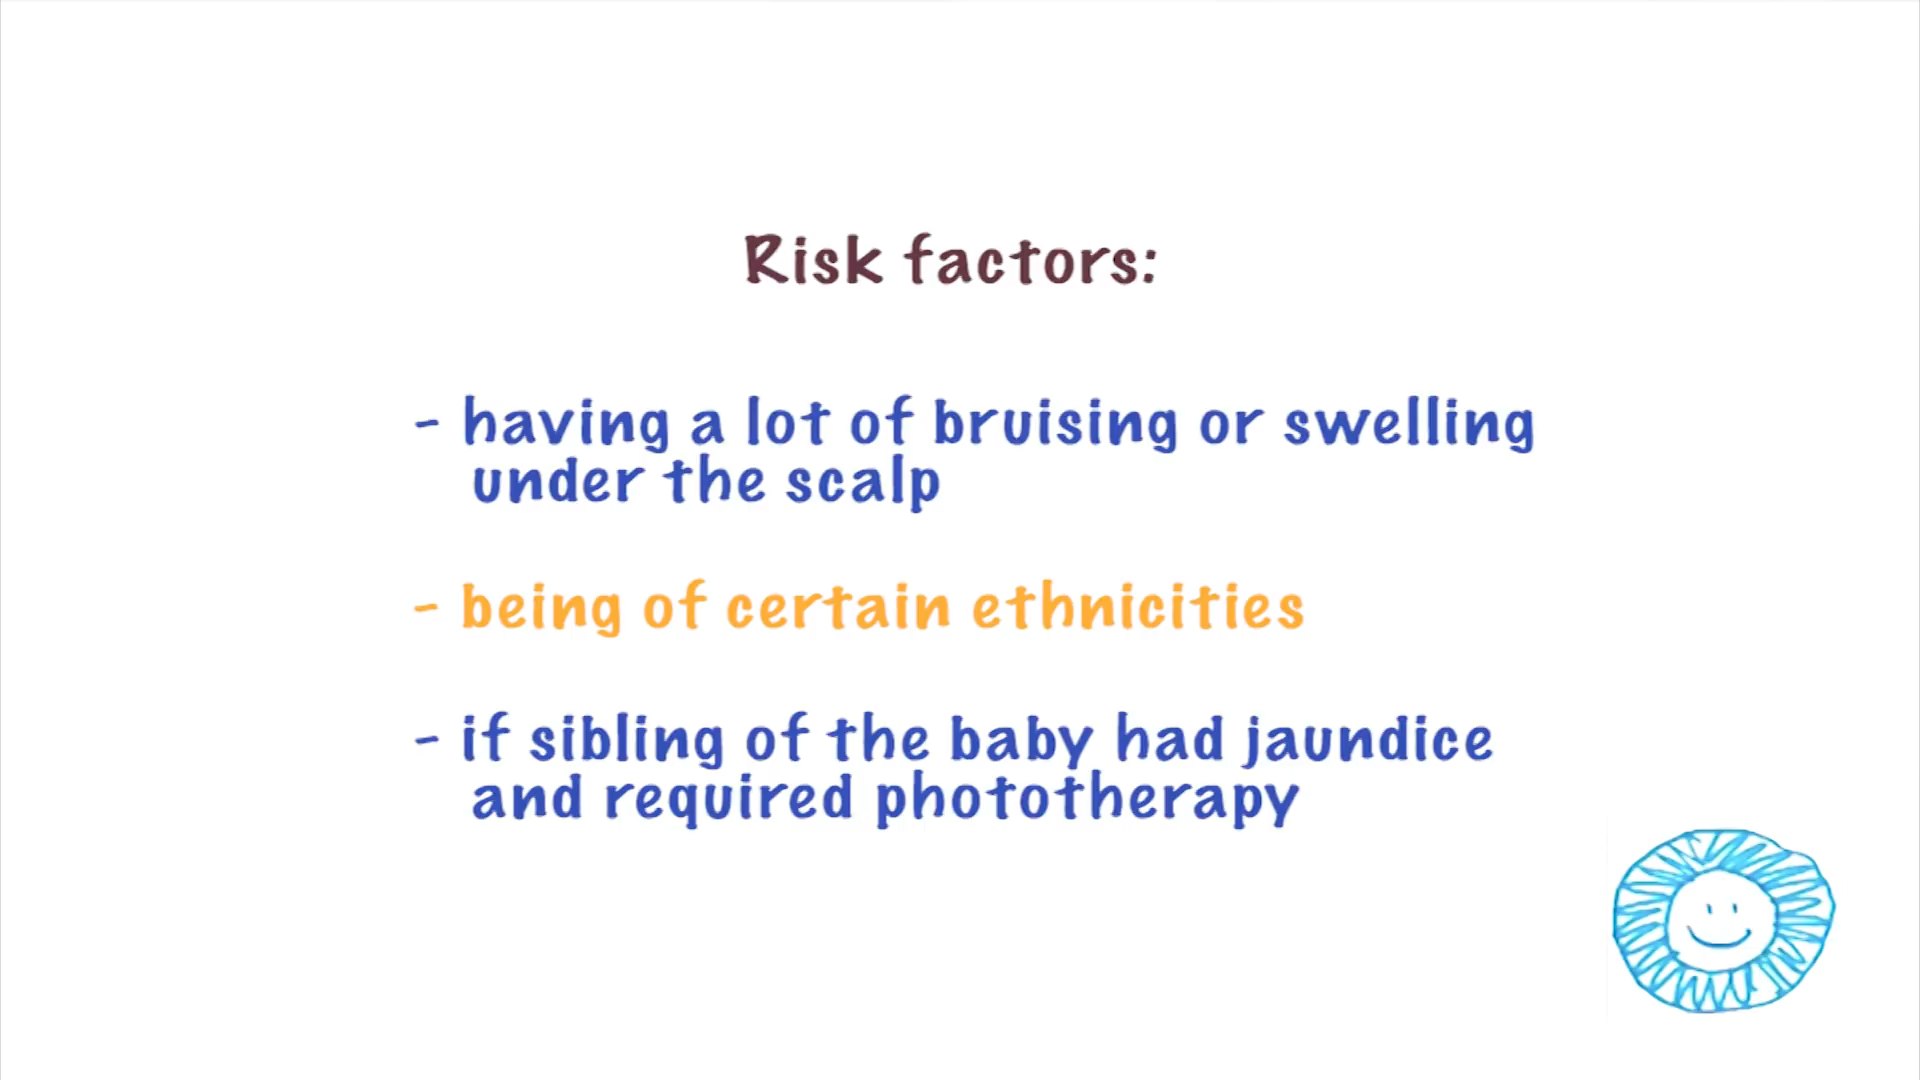 Risk factors:
- having a lot of bruising or swelling
under the scalp
- being of certain ethnicities
- if sibling of the baby had jaundice
and required phototherapy